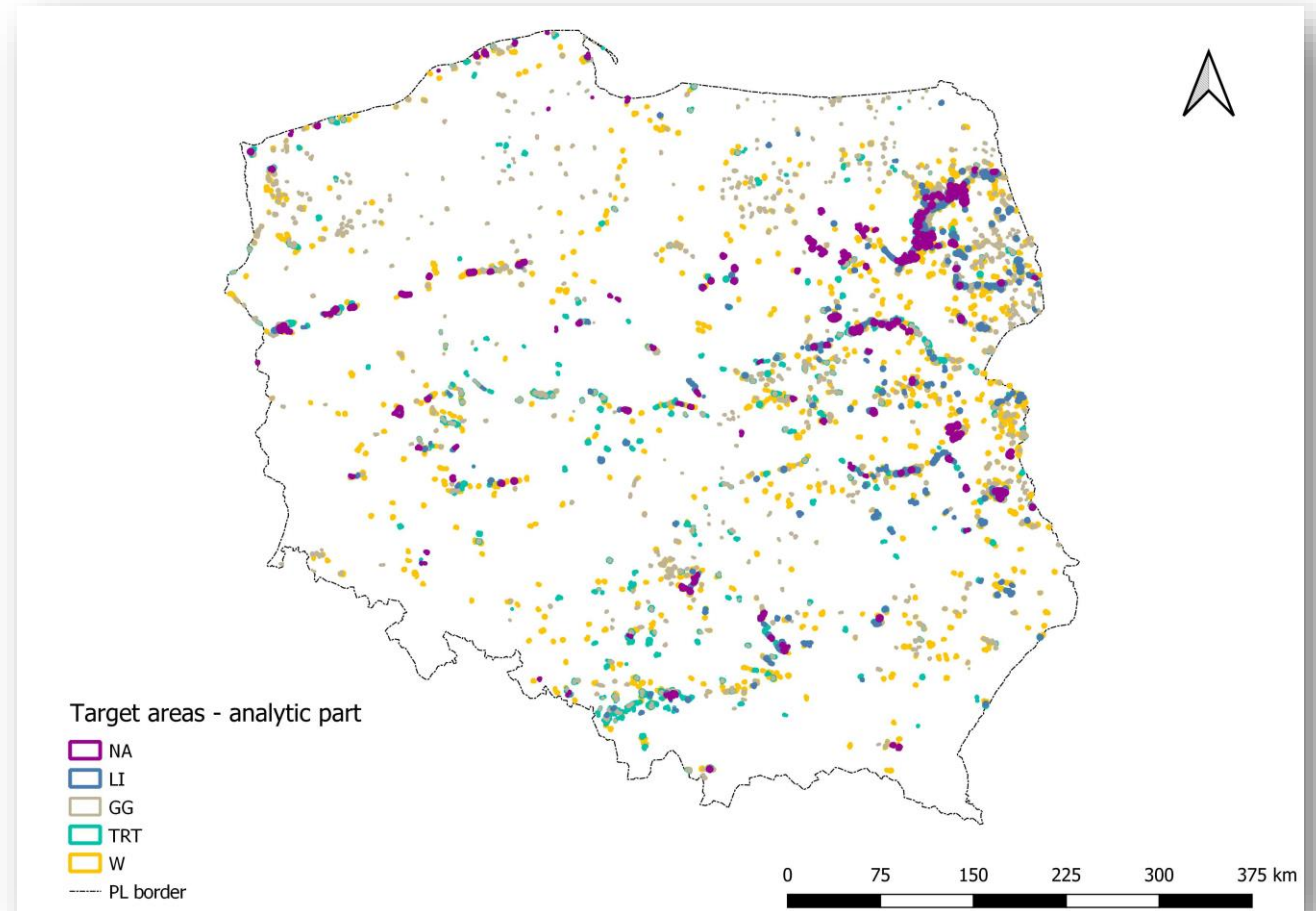 Target areas - analytic part
NA
LI
GG
TRT
W
PL border
0 75 150 225 300 375 km